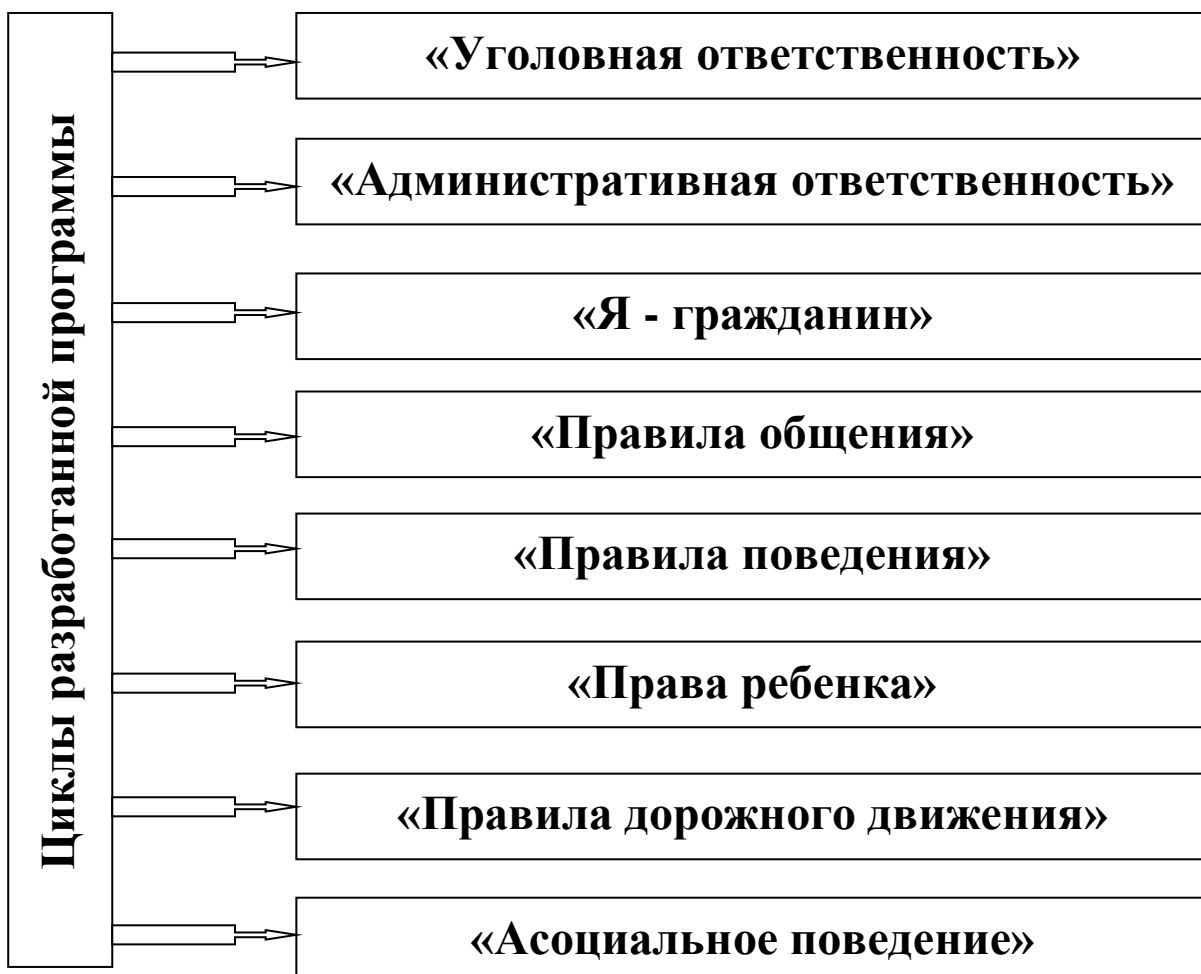 Циклы разработанной программы
«Уголовная ответственность»
«Административная ответственность»
«Я - гражданин»
«Правила общения»
«Правила поведения»
«Права ребенка»
«Правила дорожного движения»
«Асоциальное поведение»